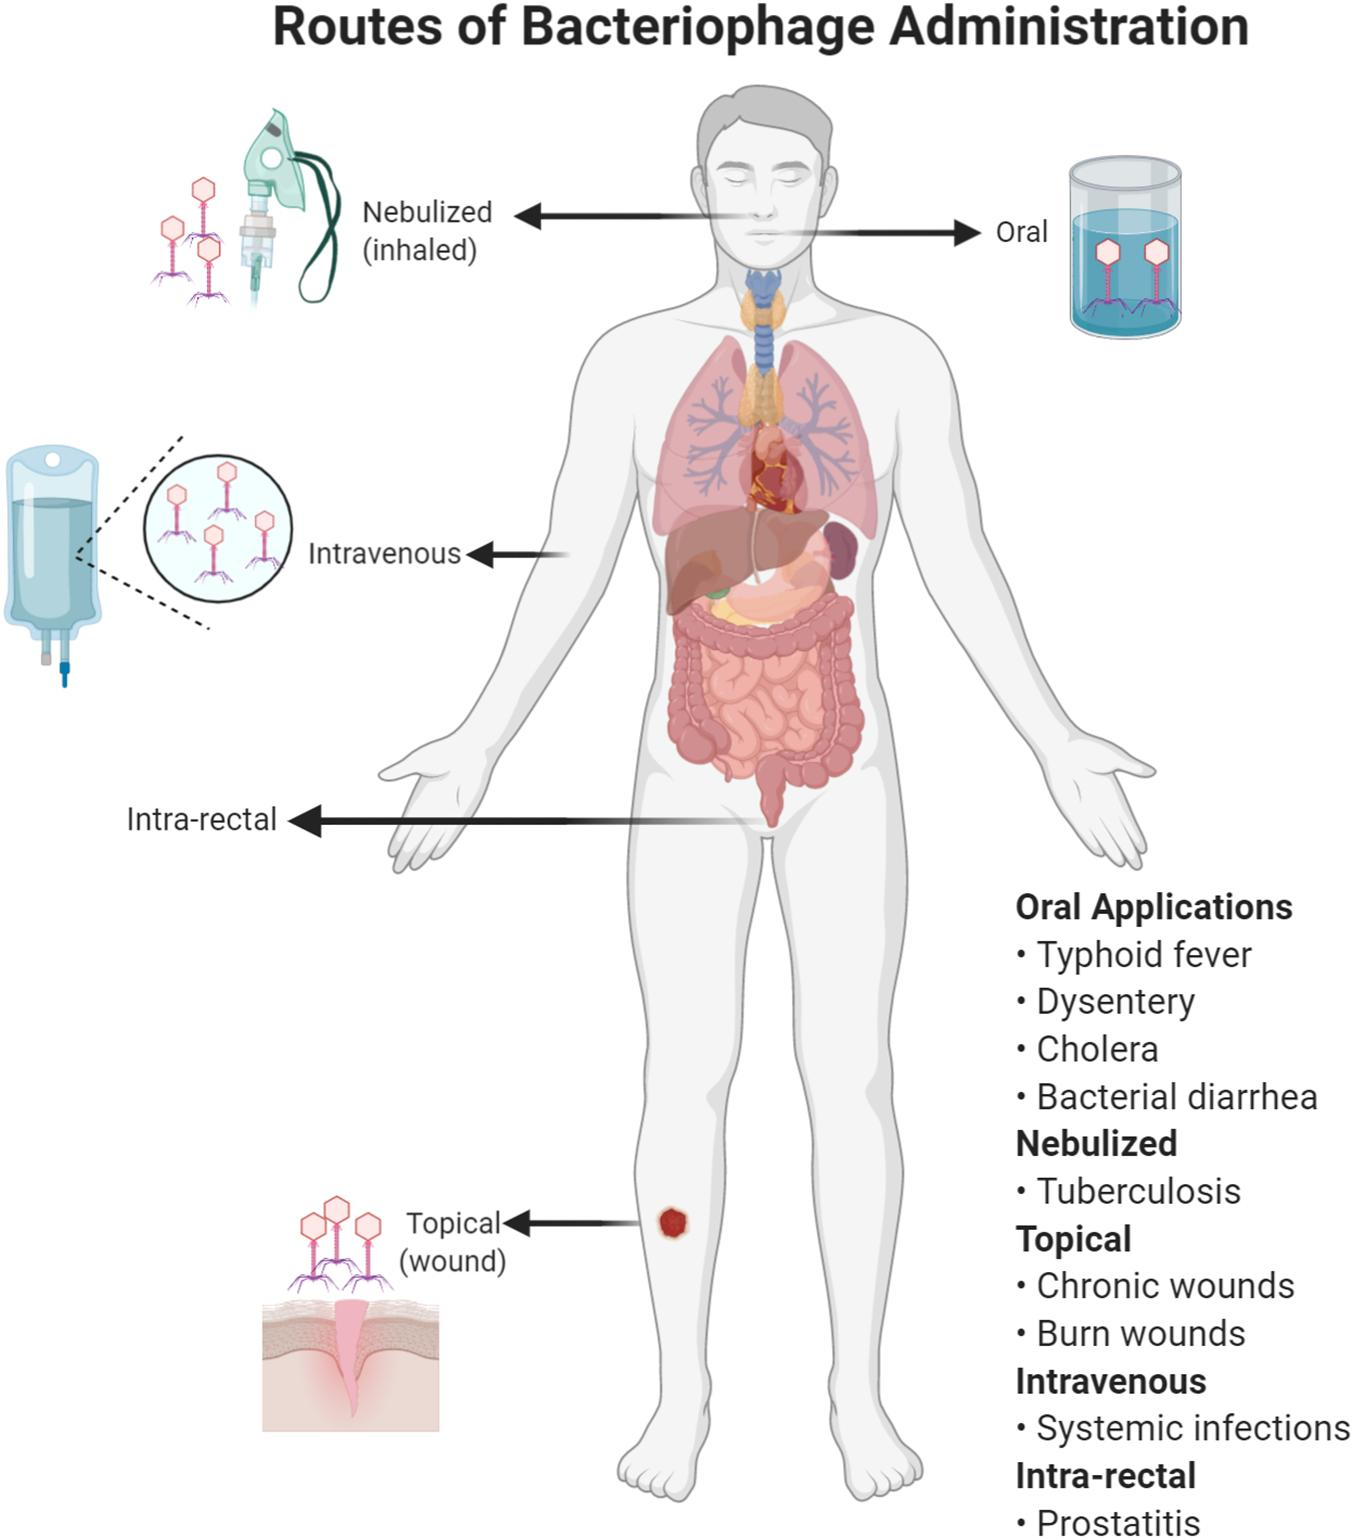 Routes of Bacteriophage Administration
Nebulized
(inhaled)
Oral
Intravenous
Intra-rectal
Topical
(wound)
Oral Applications
• Typhoid fever
• Dysentery
• Cholera
• Bacterial diarrhea
Nebulized
• Tuberculosis
Topical
• Chronic wounds
• Burn wounds
Intravenous
• Systemic infections
Intra-rectal
• Prostatitis